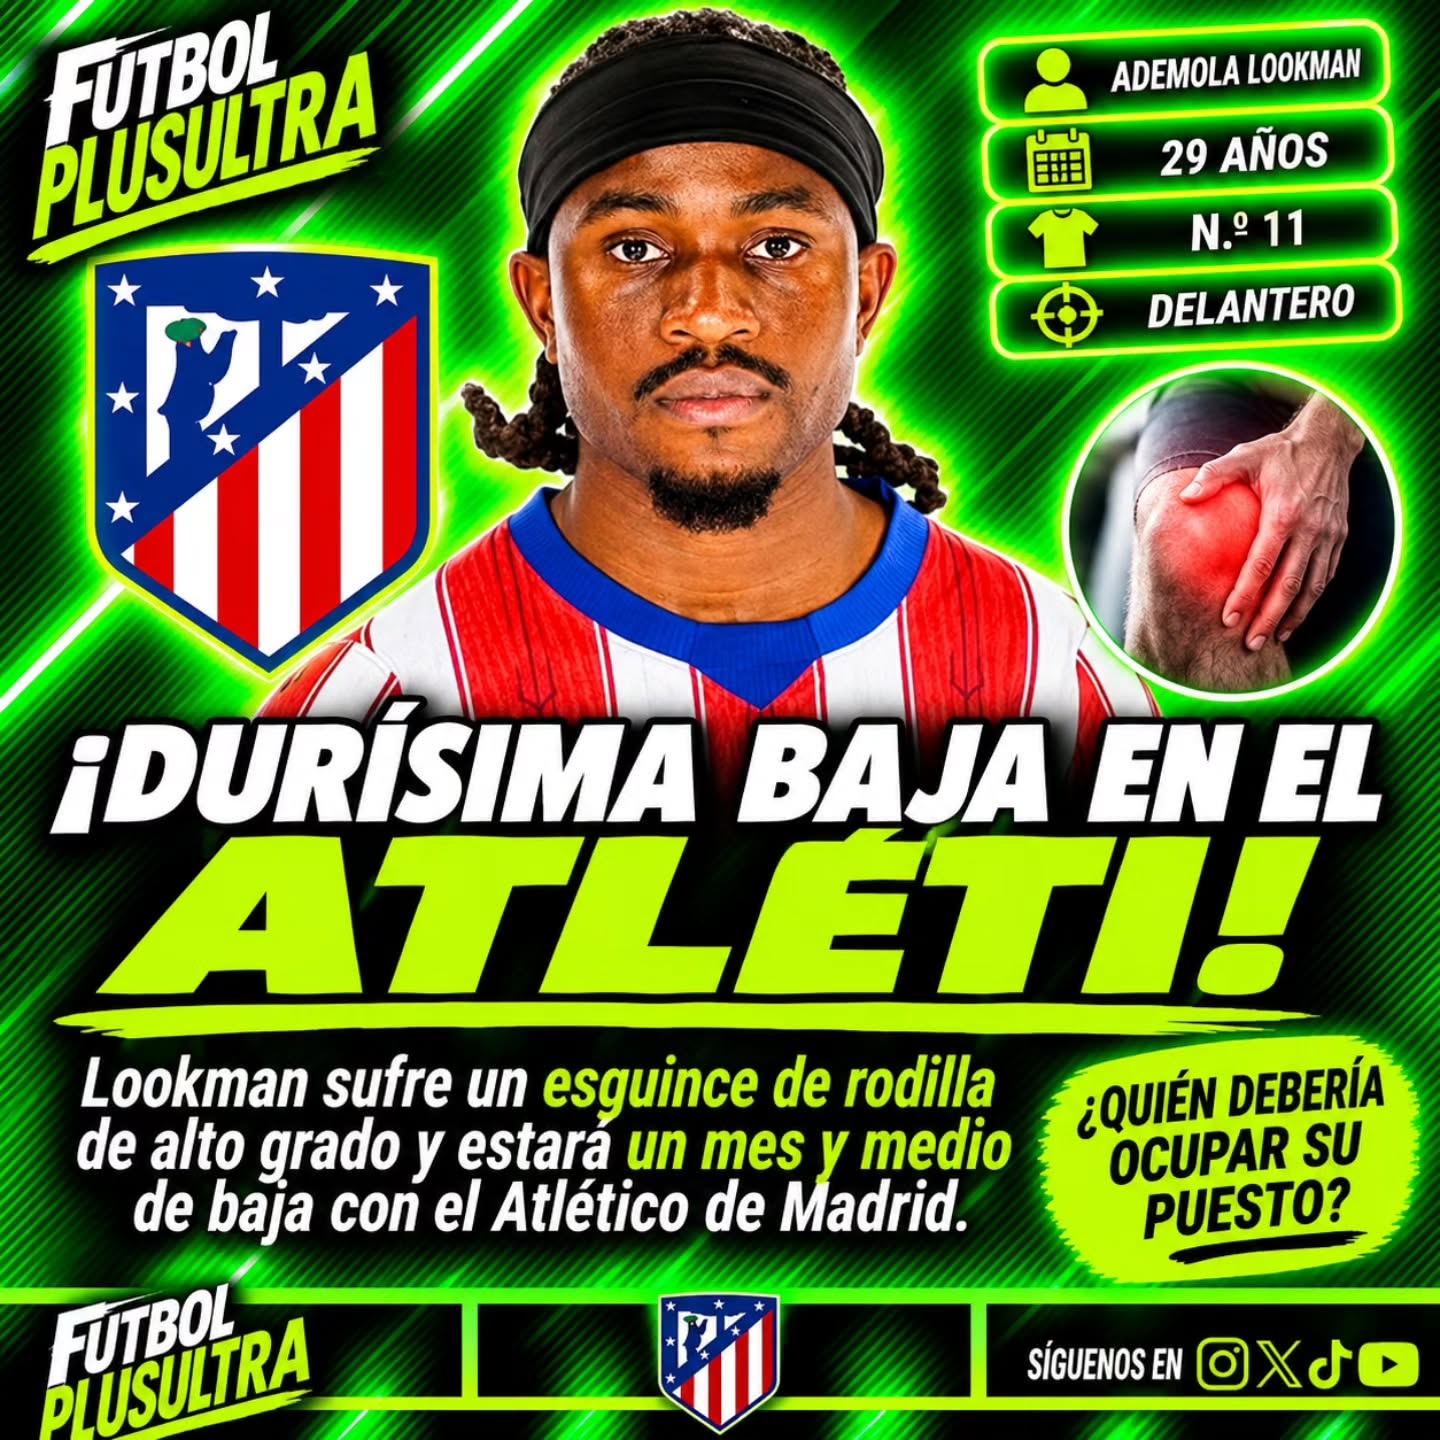 FÚTBOL
PLUSULTRA
ADEMOLA LOOKMAN
29 AÑOS
N.º 11
DELANTERO
¡DURÍSIMA BAJA EN EL
ATLÉTI!
Lookman sufre un esguince de rodilla
de alto grado y estará un mes y medio
de baja con el Atlético de Madrid.
¿QUIÉN DEBERÍA
OCUPAR SU
PUESTO?
FÚTBOL
PLUSULTRA
SÍGUENOS EN